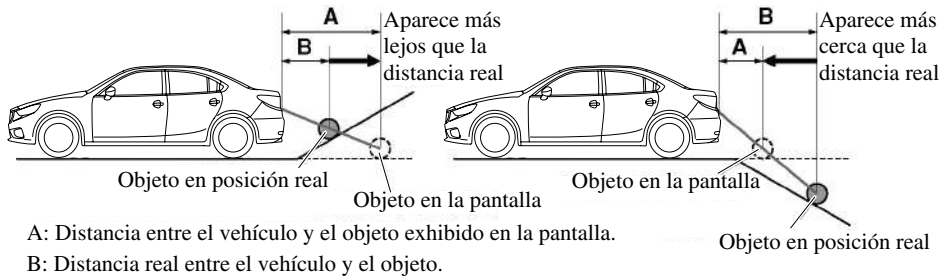 A
Aparece más
lejos que la
distancia real
B
B
Aparece más
cerca que la
distancia real
A
Objeto en posición real
Objeto en la pantalla
Objeto en la pantalla
Objeto en posición real
A: Distancia entre el vehículo y el objeto exhibido en la pantalla.
B: Distancia real entre el vehículo y el objeto.